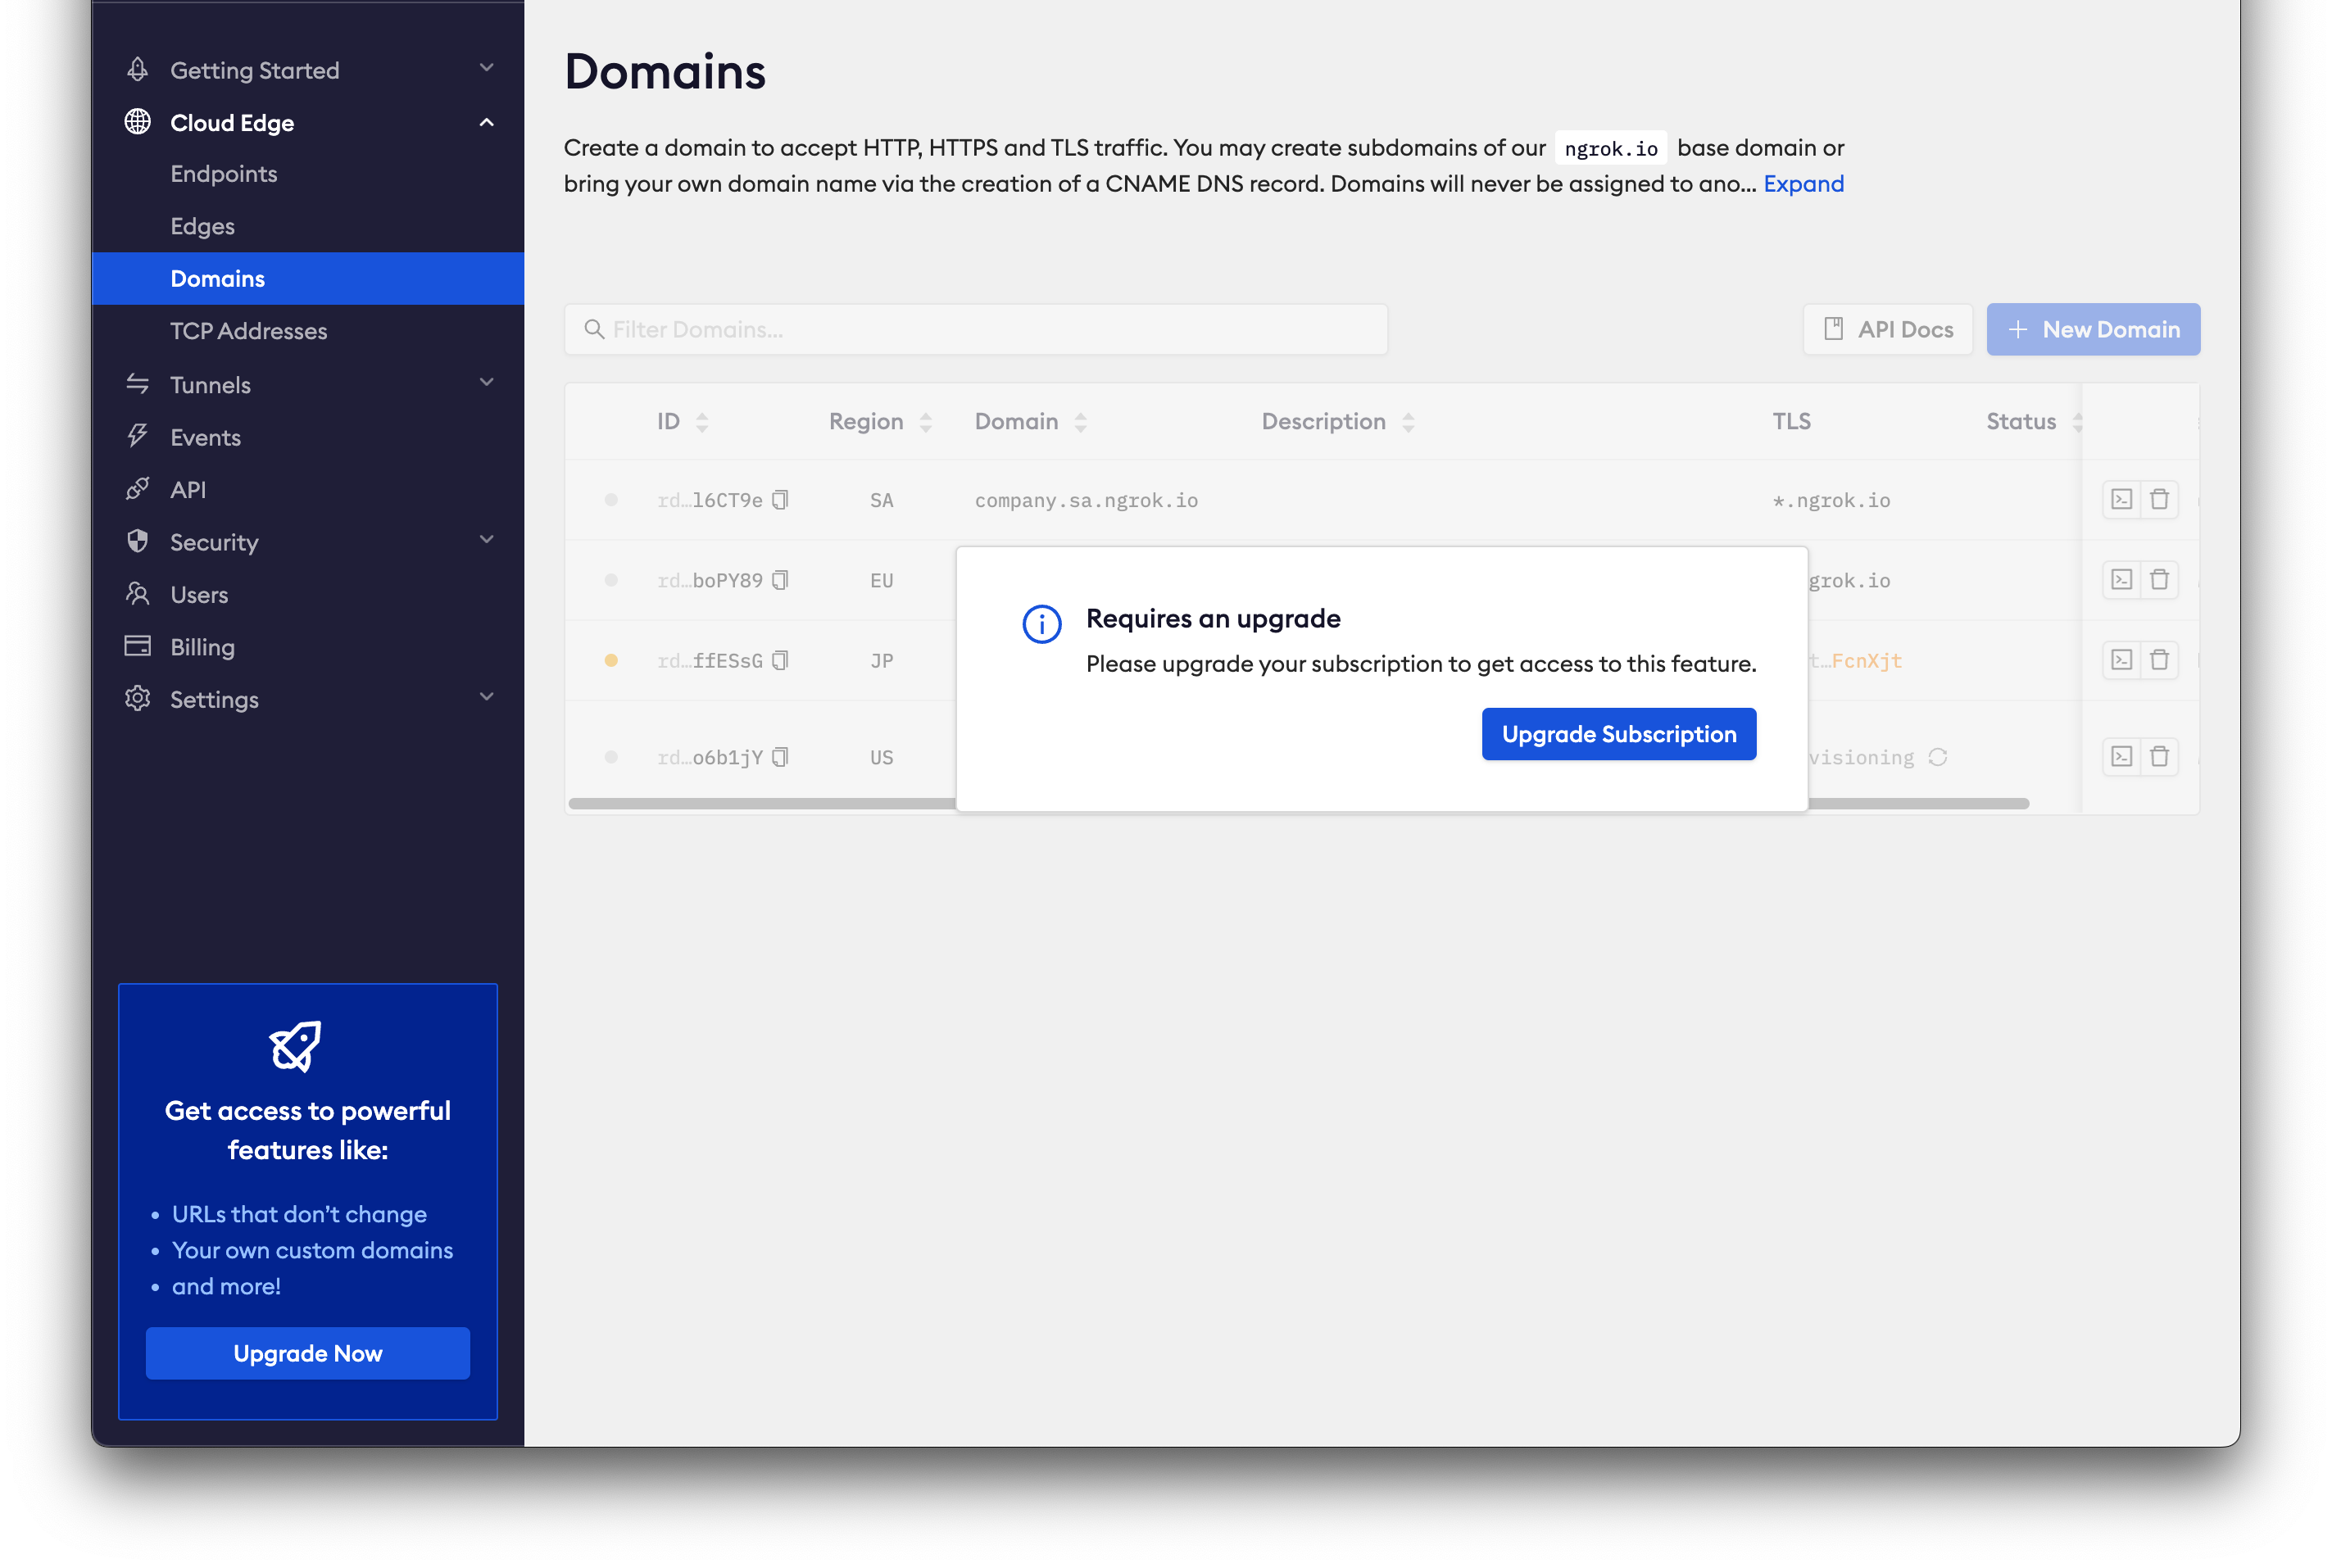 Getting Started
Cloud Edge
Endpoints
Edges
Domains
TCP Addresses
Tunnels
Events
API
Security
Users
Billing
Settings
Get access to powerful
features like:
• URLs that don’t change
• Your own custom domains
• and more!
Upgrade Now
Domains
Create a domain to accept HTTP, HTTPS and TLS traffic. You may create subdomains of our ngrok.io base domain or
bring your own domain name via the creation of a CNAME DNS record. Domains will never be assigned to ano... Expand
Filter Domains...
API Docs
+ New Domain
ID Region Domain Description TLS Status
rd…l6CT9e SA company.sa.ngrok.io *.ngrok.io
rd…boPY89 EU grok.io
rd…ffESsG JP t…FcnXjt
rd…o6b1jY US visioning
Requires an upgrade
Please upgrade your subscription to get access to this feature.
Upgrade Subscription